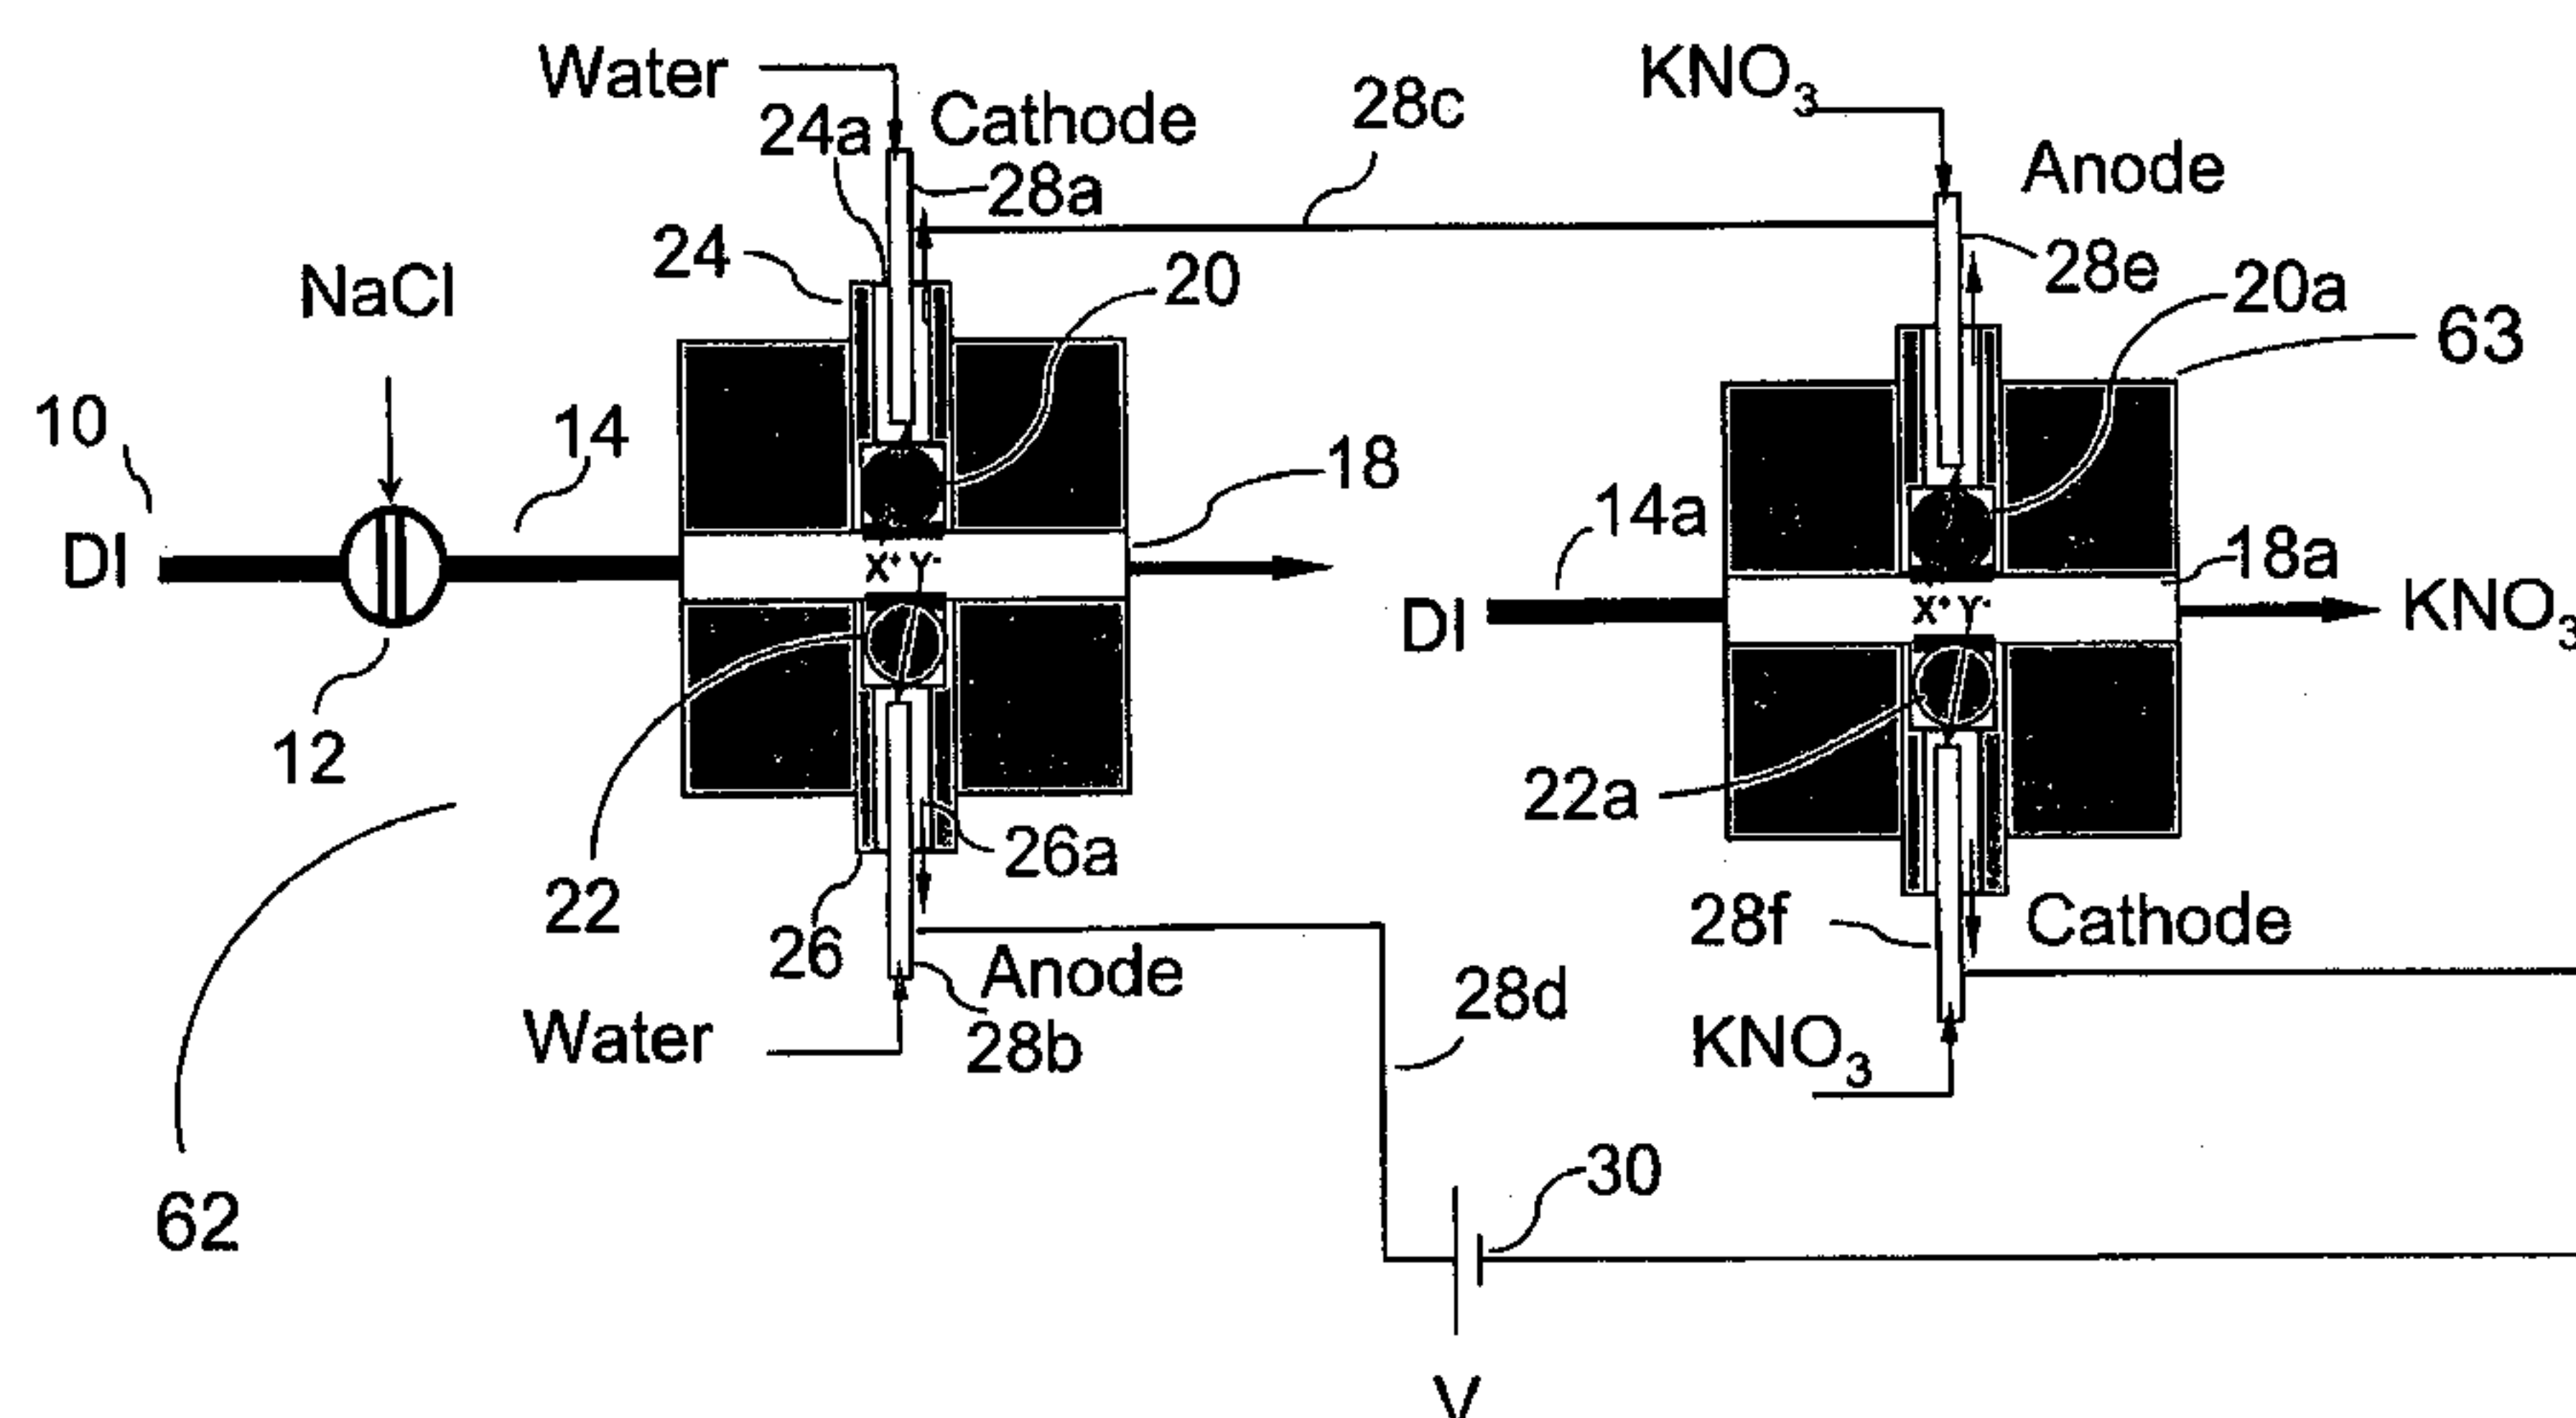 Water
KNO3
28c
Cathode
24a
Anode
28a
24
28e
20
20a
NaCl
63
10
14
18
14a
18a
DI
X+ Y-
X+ Y-
DI
KNO3
12
22a
26a
22
28f
Cathode
26
Anode
28d
Water
28b
KNO3
30
62
V